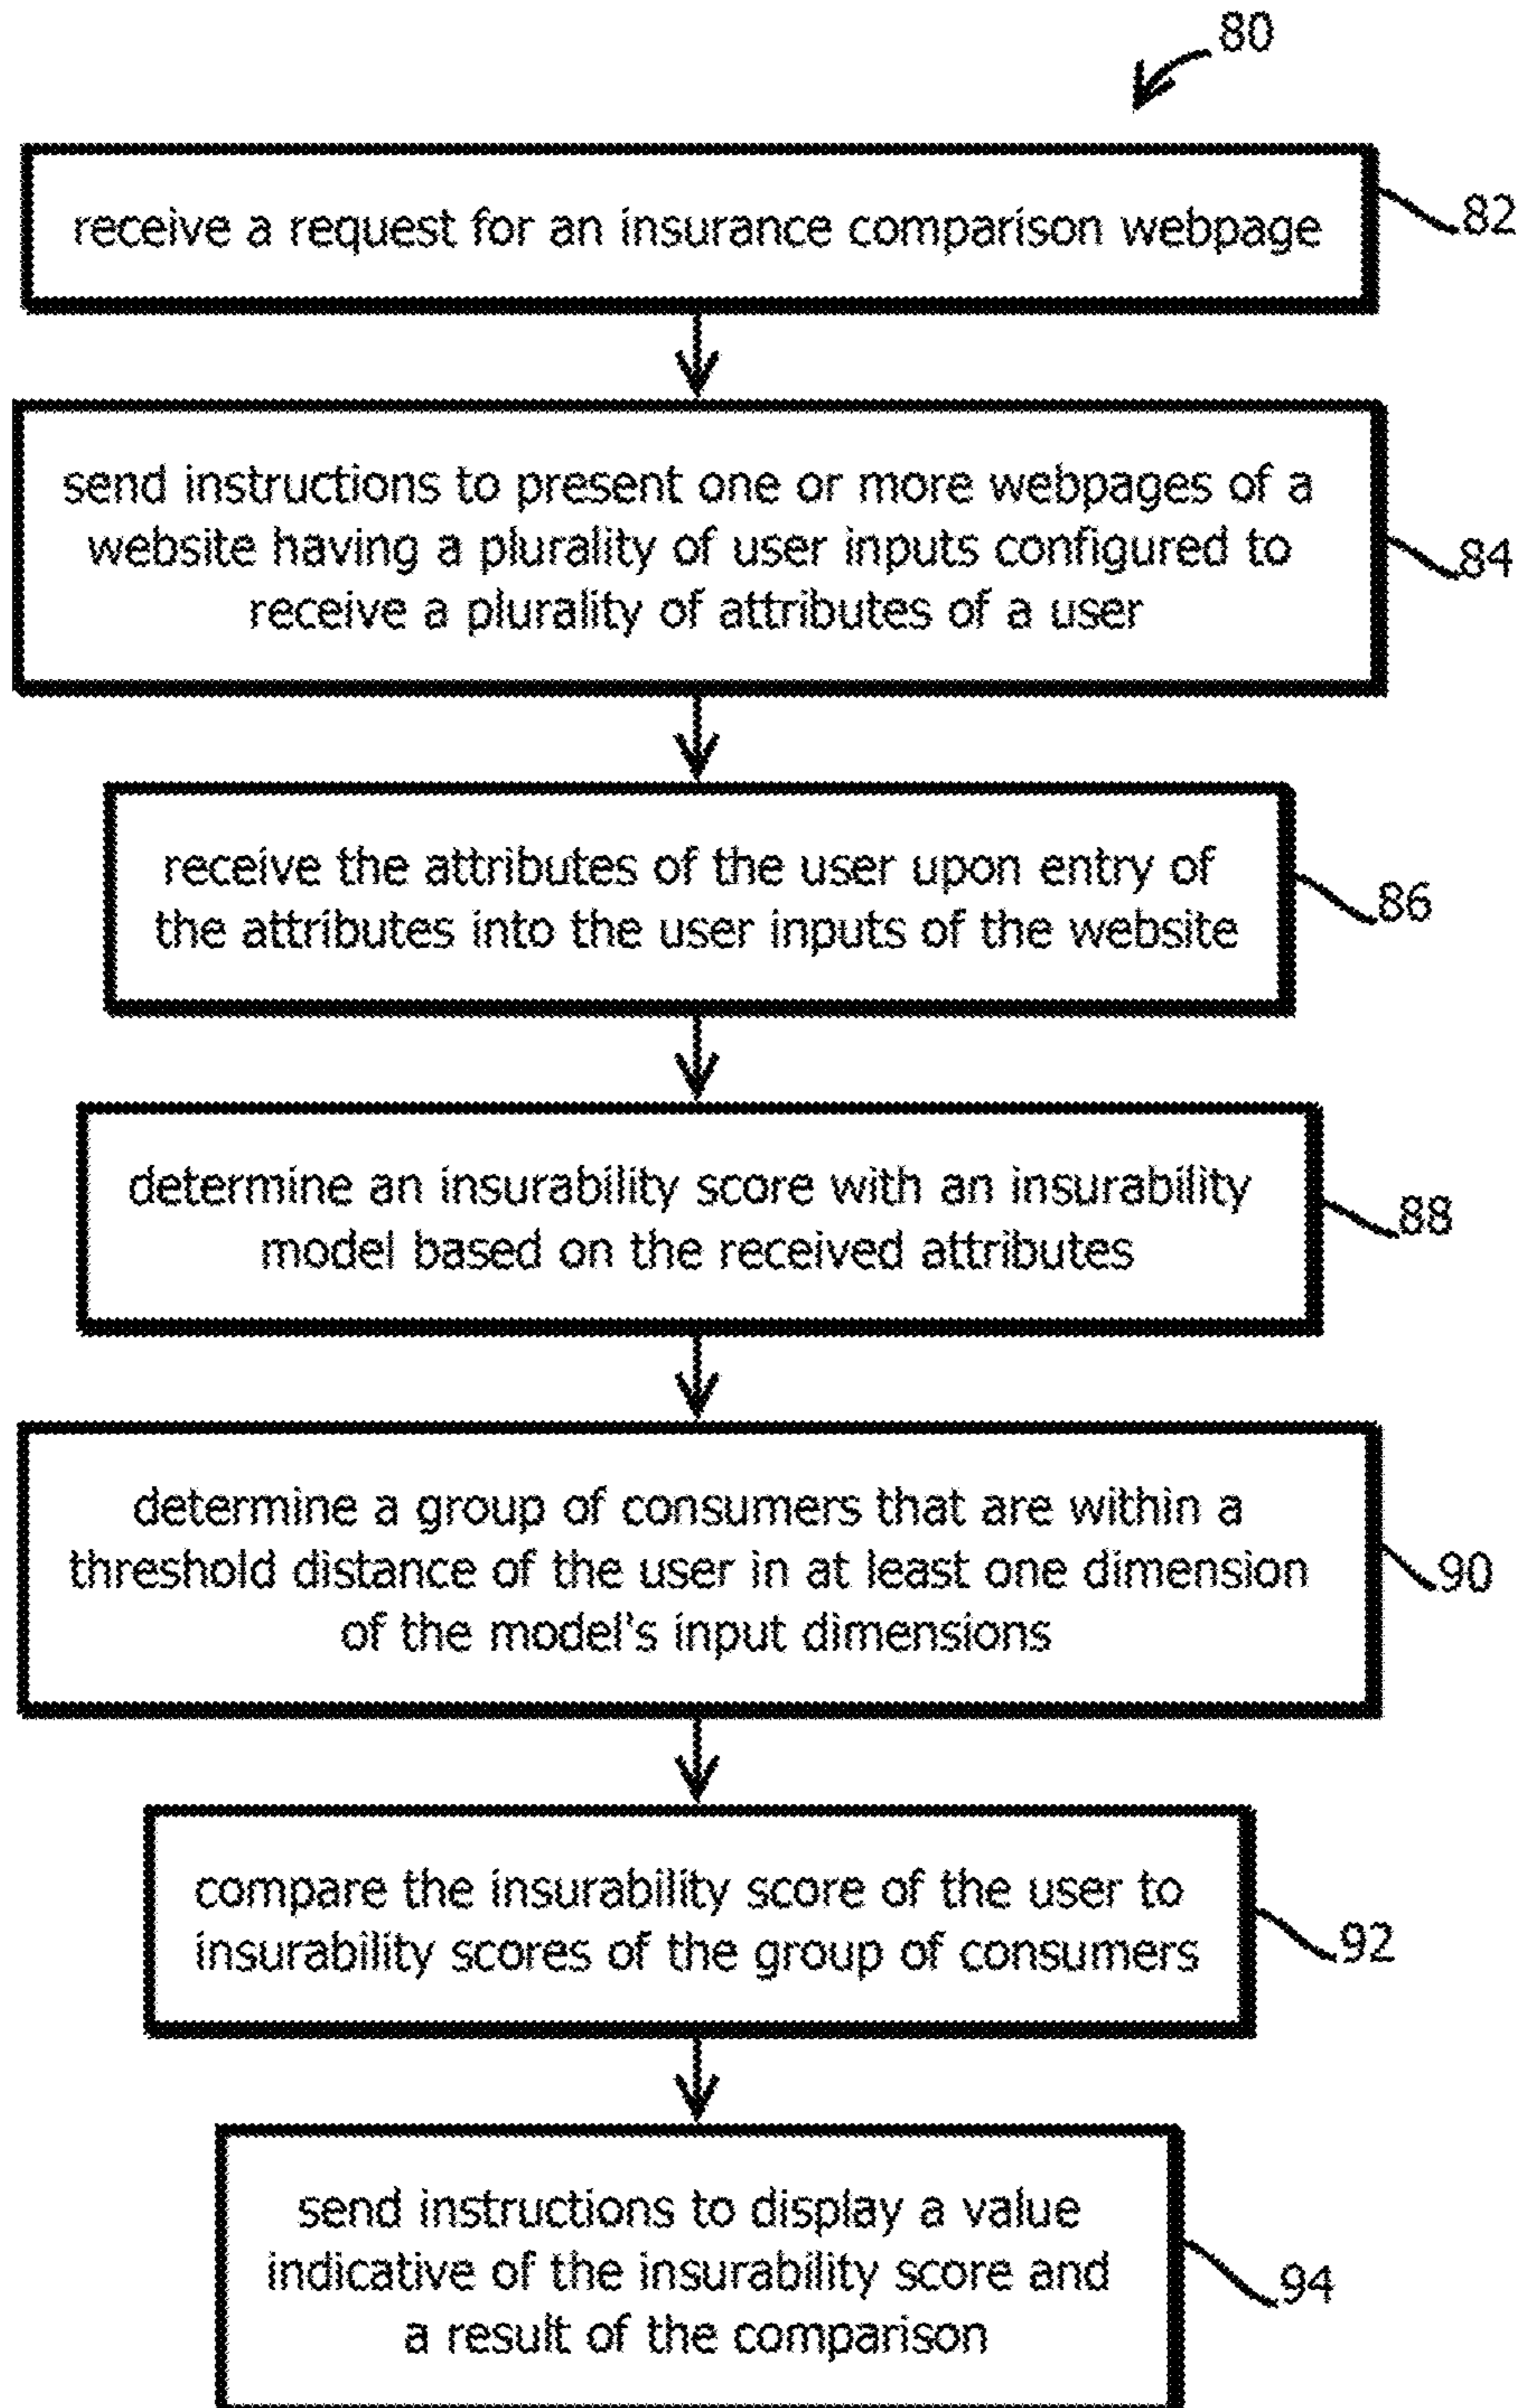 80
receive a request for an insurance comparison webpage
82
send instructions to present one or more webpages of a
website having a plurality of user inputs configured to
receive a plurality of attributes of a user
84
receive the attributes of the user upon entry of
the attributes into the user inputs of the website
86
determine an insurability score with an insurability
model based on the received attributes
88
determine a group of consumers that are within a
threshold distance of the user in at least one dimension
of the model's input dimensions
90
compare the insurability score of the user to
insurability scores of the group of consumers
92
send instructions to display a value
indicative of the insurability score and
a result of the comparison
94